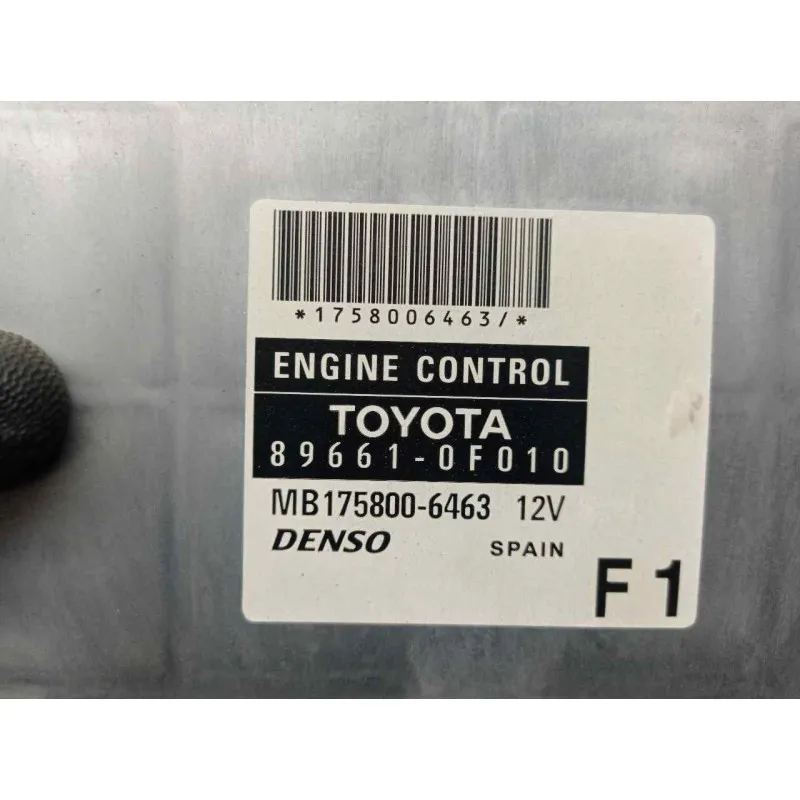 *1758006463/*
ENGINE CONTROL
TOYOTA
89661-0F010
MB175800-6463 12V
DENSO SPAIN
F1